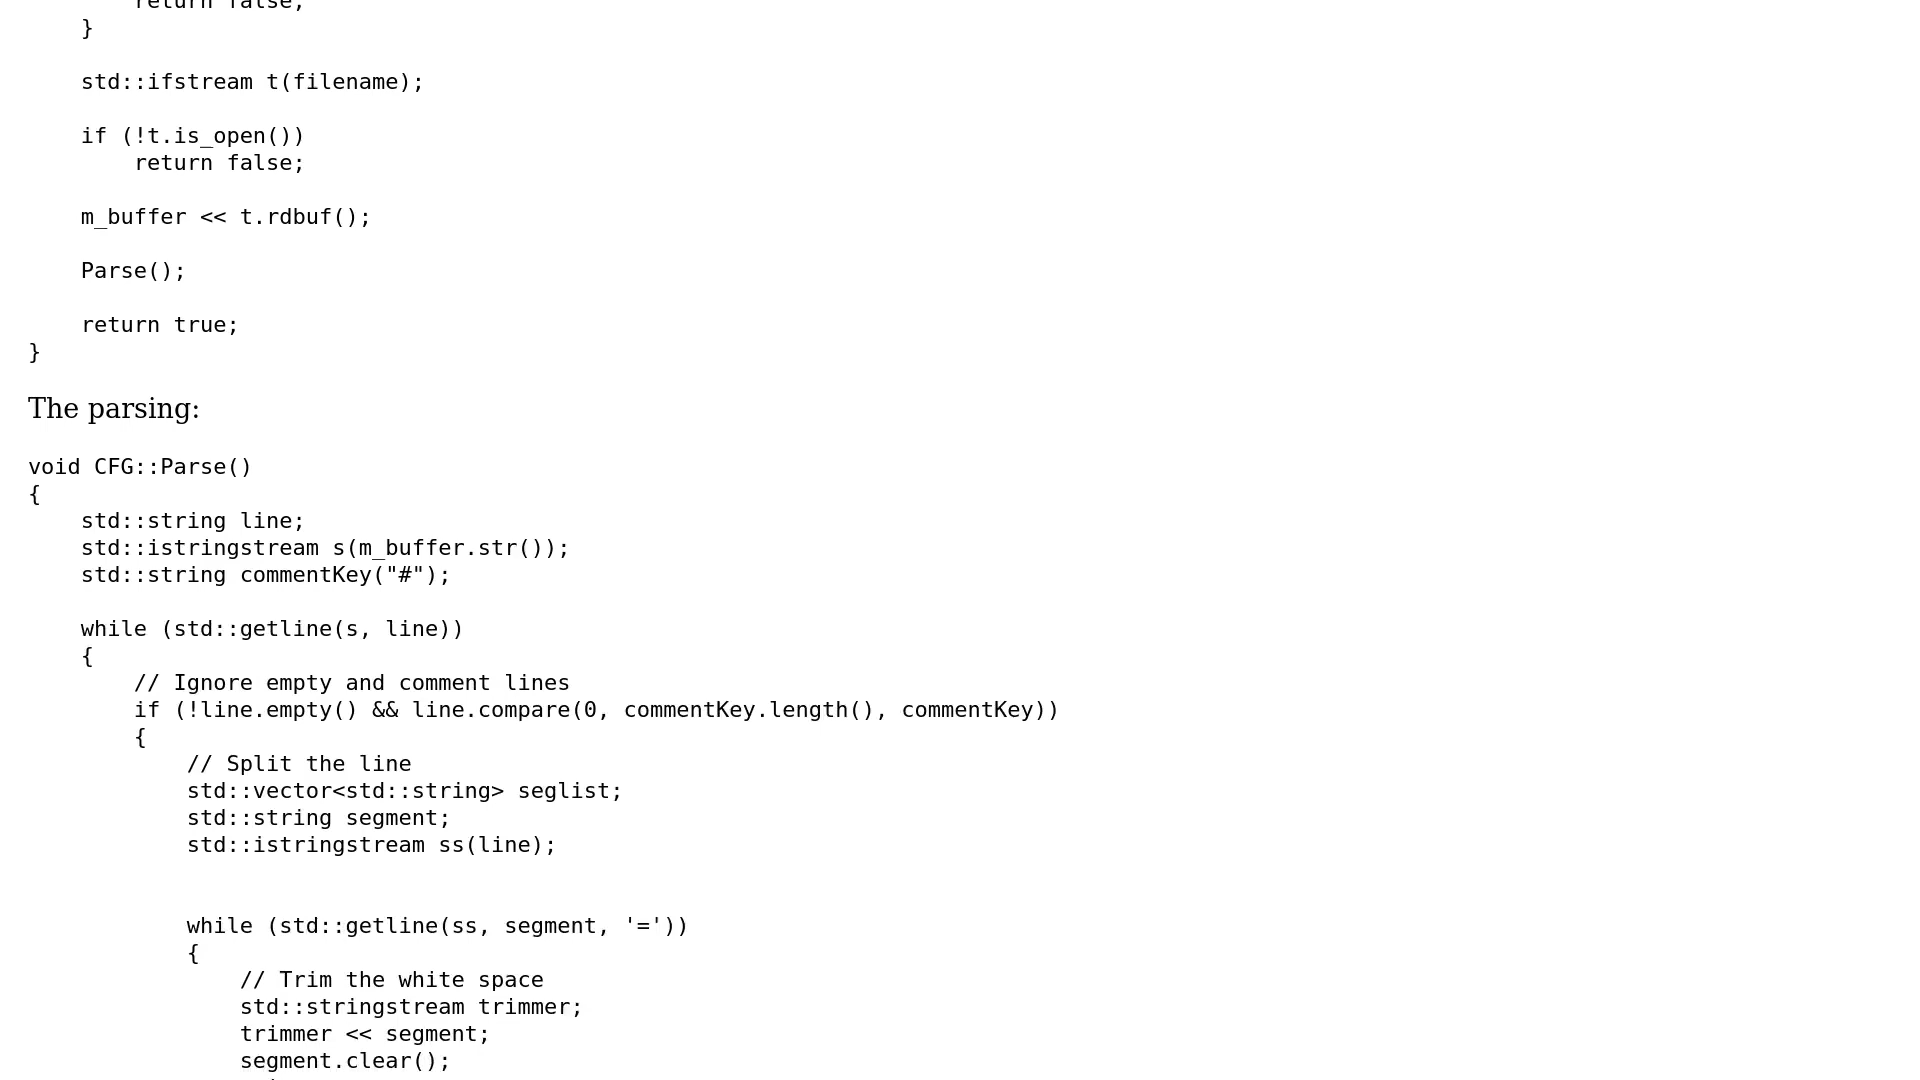 return false;
}
std::ifstream t(filename);
if (!t.is_open())
return false;
m_buffer << t.rdbuf();
Parse();
return true;
}
The parsing:
void CFG::Parse()
{
std::string line;
std::istringstream s(m_buffer.str());
std::string commentKey("#");
while (std::getline(s, line))
{
// Ignore empty and comment lines
if (!line.empty() && line.compare(0, commentKey.length(), commentKey))
{
// Split the line
std::vector<std::string> seglist;
std::string segment;
std::istringstream ss(line);
while (std::getline(ss, segment, '='))
{
// Trim the white space
std::stringstream trimmer;
trimmer << segment;
segment.clear();